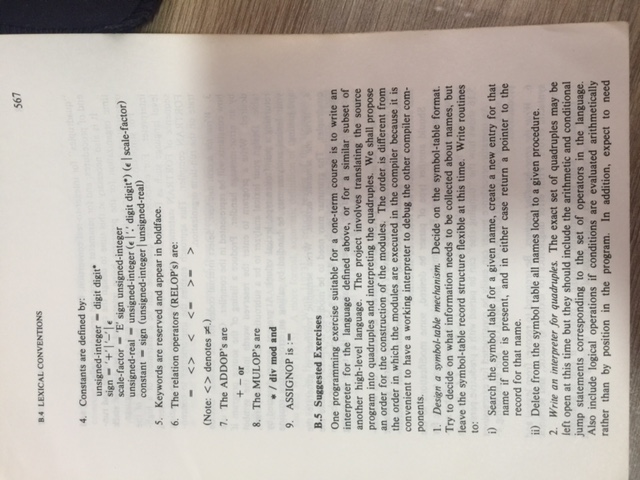 567
B.4 LEXICAL CONVENTIONS
4. Constants are defined by:
unsigned-integer = digit digit*
sign = '+' | '−' | ϵ
scale-factor = 'E' sign unsigned-integer
unsigned-real = unsigned-integer (ϵ | '.' digit digit*) (ϵ | scale-factor)
constant = sign (unsigned-integer | unsigned-real)
5. Keywords are reserved and appear in boldface.
6. The relation operators (RELOP's) are:
= <> < <= >= >
(Note: <> denotes ≠.)
7. The ADDOP's are
+ − or
8. The MULOP's are
* / div mod and
9. ASSIGNOP is :=
B.5 Suggested Exercises
One programming exercise suitable for a one-term course is to write an
interpreter for the language defined above, or for a similar subset of
another high-level language. The project involves translating the source
program into quadruples and interpreting the quadruples. We shall propose
an order for the construction of the modules. The order is different from
the order in which the modules are executed in the compiler because it is
convenient to have a working interpreter to debug the other compiler com-
ponents.
1. Design a symbol-table mechanism. Decide on the symbol-table format.
Try to decide on what information needs to be collected about names, but
leave the symbol-table record structure flexible at this time. Write routines
to:
i) Search the symbol table for a given name, create a new entry for that
name if none is present, and in either case return a pointer to the
record for that name.
ii) Delete from the symbol table all names local to a given procedure.
2. Write an interpreter for quadruples. The exact set of quadruples may be
left open at this time but they should include the arithmetic and conditional
jump statements corresponding to the set of operators in the language.
Also include logical operations if conditions are evaluated arithmetically
rather than by position in the program. In addition, expect to need